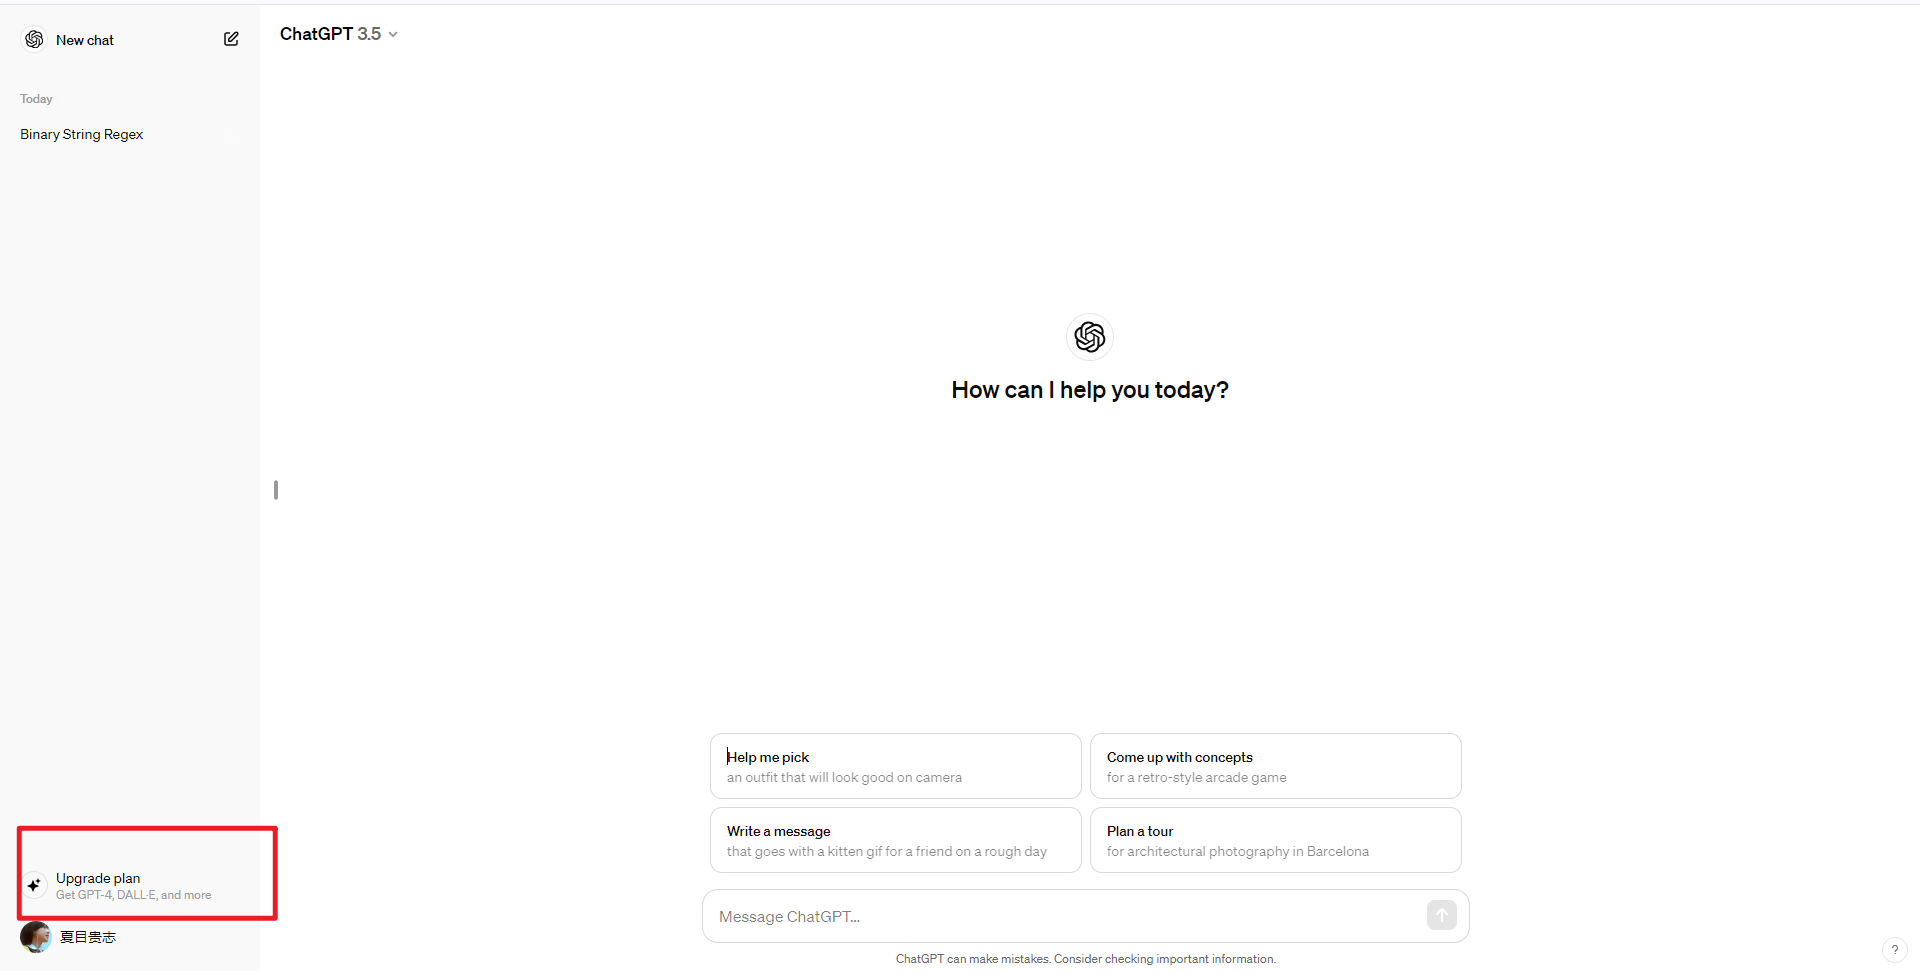 New chat
ChatGPT 3.5
Today
Binary String Regex
How can I help you today?
Help me pick
an outfit that will look good on camera
Come up with concepts
for a retro-style arcade game
Write a message
that goes with a kitten gif for a friend on a rough day
Plan a tour
for architectural photography in Barcelona
Upgrade plan
Get GPT-4, DALL·E, and more
夏目贵志
Message ChatGPT...
ChatGPT can make mistakes. Consider checking important information.
?